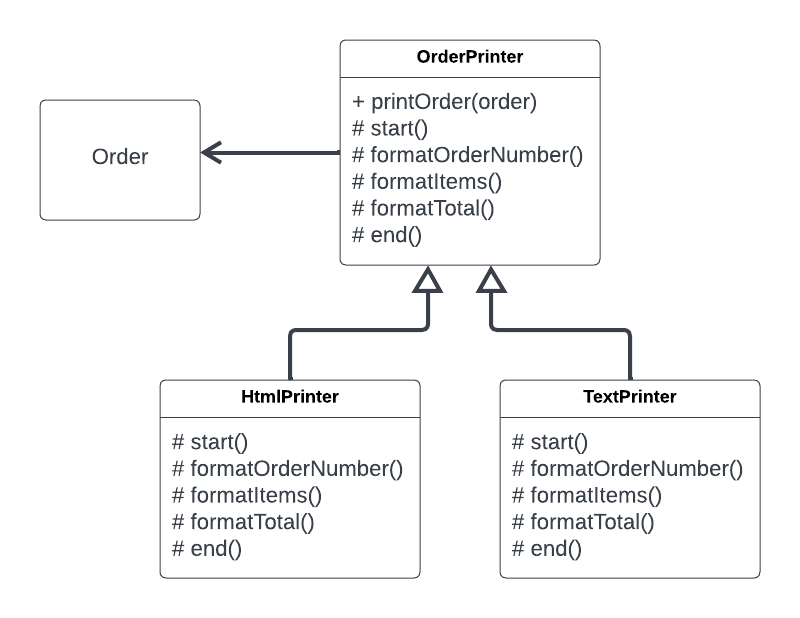 OrderPrinter
+ printOrder(order)
# start()
# formatOrderNumber()
# formatItems()
# formatTotal()
# end()
Order
HtmlPrinter
# start()
# formatOrderNumber()
# formatItems()
# formatTotal()
# end()
TextPrinter
# start()
# formatOrderNumber()
# formatItems()
# formatTotal()
# end()